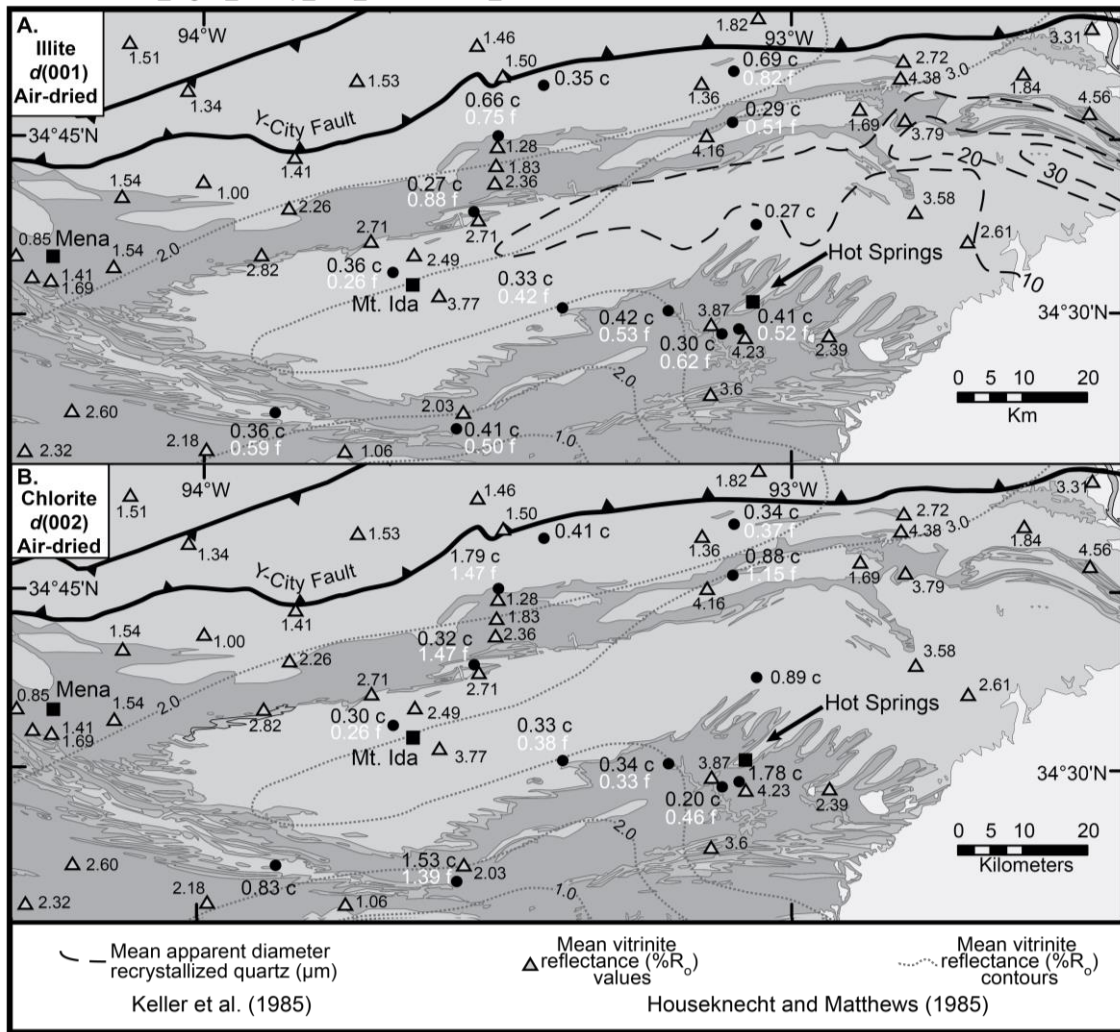 A.
Illite
d(001)
Air-dried
94°W
93°W
1.51
1.34
1.53
1.46
1.50
0.35 c
1.82
0.69 c
0.82 f
3.31
2.72
4.38
3.0
1.84
4.56
34°45'N
Y-City Fault
0.66 c
0.75 f
1.36
0.29 c
0.51 f
1.69
3.79
20
30
1.41
1.28
4.16
1.83
2.36
1.54
1.00
2.26
0.27 c
0.88 f
3.58
0.27 c
2.0
2.71
2.71
2.61
0.85
Mena
1.54
1.41
1.69
2.82
2.49
Hot Springs
10
0.36 c
0.26 f
Mt. Ida
3.77
0.33 c
0.42 f
34°30'N
0.42 c
0.53 f
3.87
0.41 c
0.52 f
0.30 c
0.62 f
4.23
2.39
2.0
3.6
2.60
2.03
0.36 c
0.59 f
0.41 c
0.50 f
1.0
2.32
2.18
1.06
0 5 10 20
Km
B.
Chlorite
d(002)
Air-dried
94°W
93°W
1.51
1.34
1.53
1.46
1.50
0.41 c
1.82
0.34 c
0.37 f
3.31
2.72
4.38
3.0
1.84
4.56
34°45'N
Y-City Fault
1.79 c
1.47 f
1.36
0.88 c
1.15 f
1.69
3.79
1.41
1.28
4.16
1.83
2.36
1.54
1.00
2.26
0.32 c
1.47 f
3.58
0.89 c
2.0
2.71
2.71
2.61
0.85
Mena
1.54
1.41
1.69
2.82
2.49
Hot Springs
0.30 c
0.26 f
Mt. Ida
3.77
0.33 c
0.38 f
34°30'N
0.34 c
0.33 f
3.87
1.78 c
0.20 c
0.46 f
4.23
2.39
2.0
3.6
2.60
1.53 c
1.39 f
2.03
0.83 c
1.0
2.32
2.18
1.06
0 5 10 20
Kilometers
Mean apparent diameter
recrystallized quartz (µm)
Keller et al. (1985)
Mean vitrinite
reflectance (%Ro)
values
Mean vitrinite
reflectance (%Ro)
contours
Houseknecht and Matthews (1985)